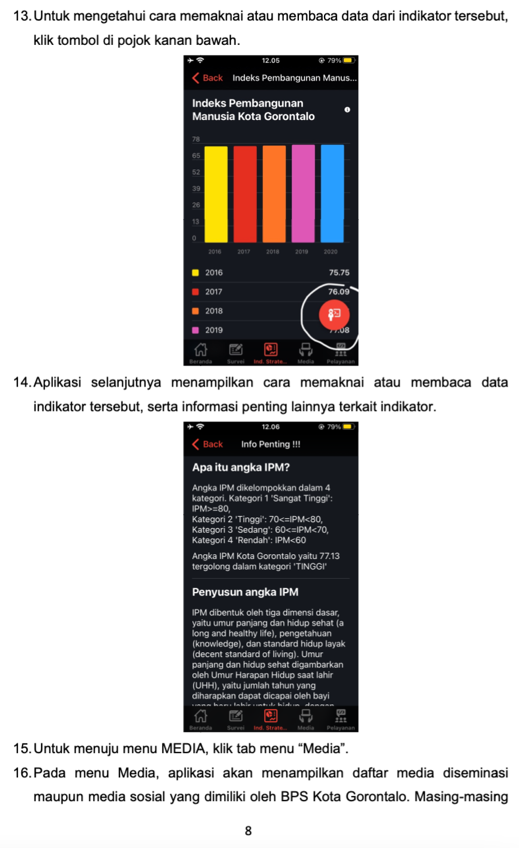 13. Untuk mengetahui cara memaknai atau membaca data dari indikator tersebut,
klik tombol di pojok kanan bawah.
12.05
79%
Back
Indeks Pembangunan Manus...
Indeks Pembangunan
Manusia Kota Gorontalo
78
65
52
39
26
13
0
2016 2017 2018 2019 2020
2016 75.75
2017 76.09
2018
2019 77.08
Beranda Survei Ind. Strate... Media Pelayanan
14. Aplikasi selanjutnya menampilkan cara memaknai atau membaca data
indikator tersebut, serta informasi penting lainnya terkait indikator.
12.06
79%
Back
Info Penting !!!
Apa itu angka IPM?
Angka IPM dikelompokkan dalam 4
kategori. Kategori 1 'Sangat Tinggi':
IPM>=80,
Kategori 2 'Tinggi': 70<=IPM<80,
Kategori 3 'Sedang': 60<=IPM<70,
Kategori 4 'Rendah': IPM<60
Angka IPM Kota Gorontalo yaitu 77.13
tergolong dalam kategori 'TINGGI'
Penyusun angka IPM
IPM dibentuk oleh tiga dimensi dasar,
yaitu umur panjang dan hidup sehat (a
long and healthy life), pengetahuan
(knowledge), dan standard hidup layak
(decent standard of living). Umur
panjang dan hidup sehat digambarkan
oleh Umur Harapan Hidup saat lahir
(UHH), yaitu jumlah tahun yang
diharapkan dapat dicapai oleh bayi
Beranda Survei Ind. Strate... Media Pelayanan
15. Untuk menuju menu MEDIA, klik tab menu “Media”.
16. Pada menu Media, aplikasi akan menampilkan daftar media diseminasi
maupun media sosial yang dimiliki oleh BPS Kota Gorontalo. Masing-masing
8